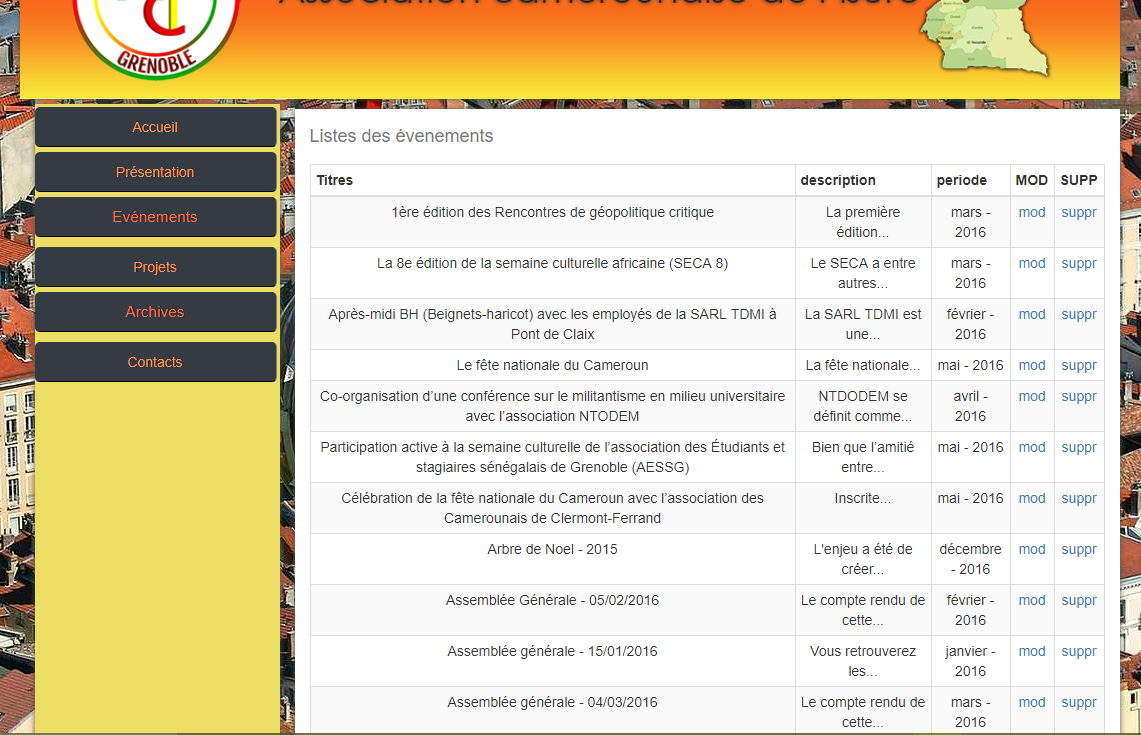 GRENOBLE
Accueil
Présentation
Evénements
Projets
Archives
Contacts
Listes des évenements
Titres description periode MOD SUPP
1ère édition des Rencontres de géopolitique critique La première édition... mars - 2016 mod suppr
La 8e édition de la semaine culturelle africaine (SECA 8) Le SECA a entre autres... mars - 2016 mod suppr
Après-midi BH (Beignets-haricot) avec les employés de la SARL TDMI à Pont de Claix La SARL TDMI est une... février - 2016 mod suppr
Le fête nationale du Cameroun La fête nationale... mai - 2016 mod suppr
Co-organisation d’une conférence sur le militantisme en milieu universitaire avec l’association NTODEM NTDODEM se définit comme... avril - 2016 mod suppr
Participation active à la semaine culturelle de l’association des Étudiants et stagiaires sénégalais de Grenoble (AESSG) Bien que l’amitié entre... mai - 2016 mod suppr
Célébration de la fête nationale du Cameroun avec l’association des Camerounais de Clermont-Ferrand Inscrite... mai - 2016 mod suppr
Arbre de Noel - 2015 L'enjeu a été de créer... décembre - 2016 mod suppr
Assemblée Générale - 05/02/2016 Le compte rendu de cette... février - 2016 mod suppr
Assemblée générale - 15/01/2016 Vous retrouverez les... janvier - 2016 mod suppr
Assemblée générale - 04/03/2016 Le compte rendu de cette... mars - 2016 mod suppr